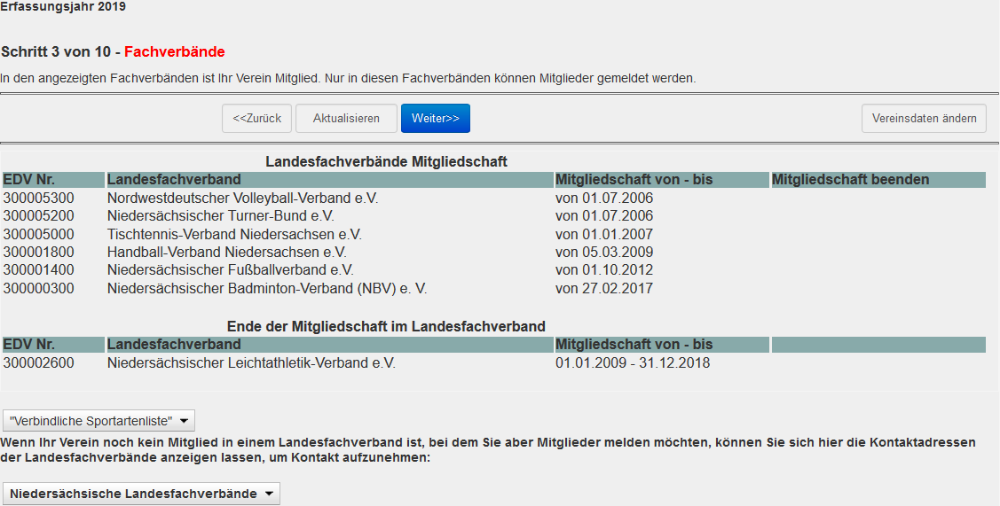 Erfassungsjahr 2019
Schritt 3 von 10 - Fachverbände
In den angezeigten Fachverbänden ist Ihr Verein Mitglied. Nur in diesen Fachverbänden können Mitglieder gemeldet werden.
<<Zurück Aktualisieren Weiter>> Vereinsdaten ändern
Landesfachverbände Mitgliedschaft
EDV Nr. Landesfachverband Mitgliedschaft von - bis Mitgliedschaft beenden
300005300 Nordwestdeutscher Volleyball-Verband e.V. von 01.07.2006
300005200 Niedersächsischer Turner-Bund e.V. von 01.07.2006
300005000 Tischtennis-Verband Niedersachsen e.V. von 01.01.2007
300001800 Handball-Verband Niedersachsen e.V. von 05.03.2009
300001400 Niedersächsischer Fußballverband e.V. von 01.10.2012
300000300 Niedersächsischer Badminton-Verband (NBV) e. V. von 27.02.2017
Ende der Mitgliedschaft im Landesfachverband
EDV Nr. Landesfachverband Mitgliedschaft von - bis
300002600 Niedersächsischer Leichtathletik-Verband e.V. 01.01.2009 - 31.12.2018
"Verbindliche Sportartenliste"
Wenn Ihr Verein noch kein Mitglied in einem Landesfachverband ist, bei dem Sie aber Mitglieder melden möchten, können Sie sich hier die Kontaktadressen
der Landesfachverbände anzeigen lassen, um Kontakt aufzunehmen:
Niedersächsische Landesfachverbände